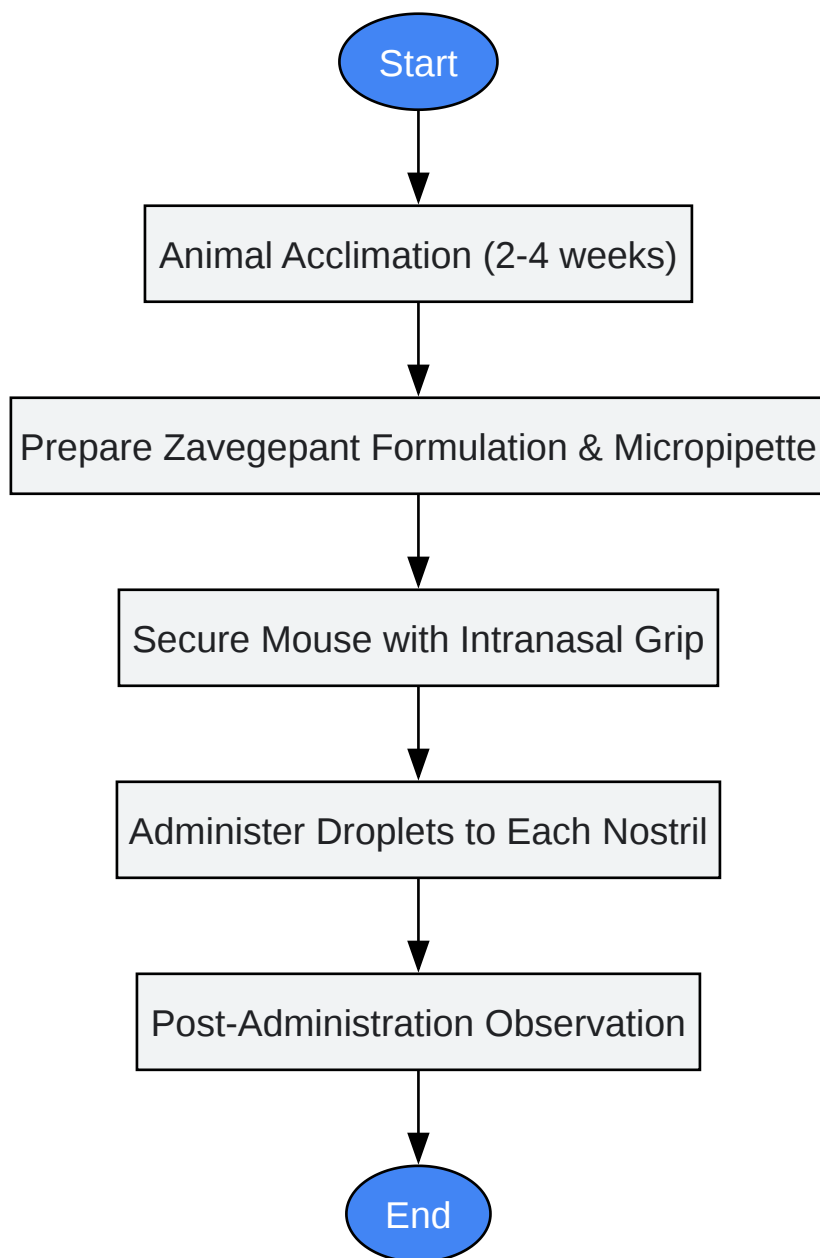 Start
Animal Acclimation (2-4 weeks)
Prepare Zavegepant Formulation & Micropipette
Secure Mouse with Intranasal Grip
Administer Droplets to Each Nostril
Post-Administration Observation
End